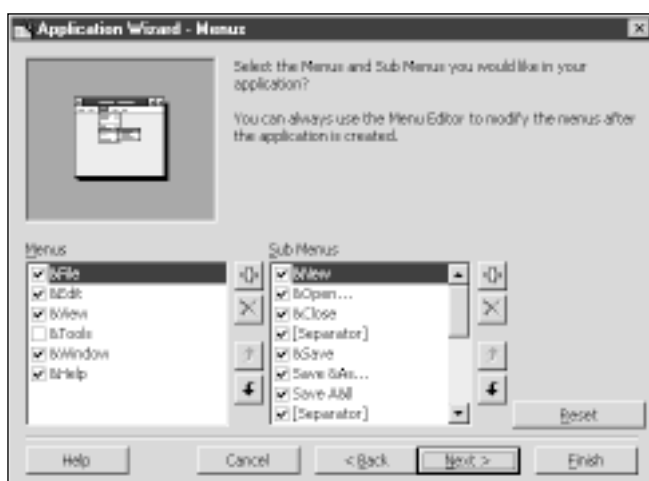 Application Wizard - Menus
Select the Menus and Sub Menus you would like in your
application?
You can always use the Menu Editor to modify the menus after
the application is created.
Menus
&File
&Edit
&View
&Tools
&Window
&Help
Sub Menus
&New
&Open...
&Close
[Separator]
&Save
Save &As...
Save A&ll
[Separator]
Reset
Help
Cancel
< Back
Next >
Finish